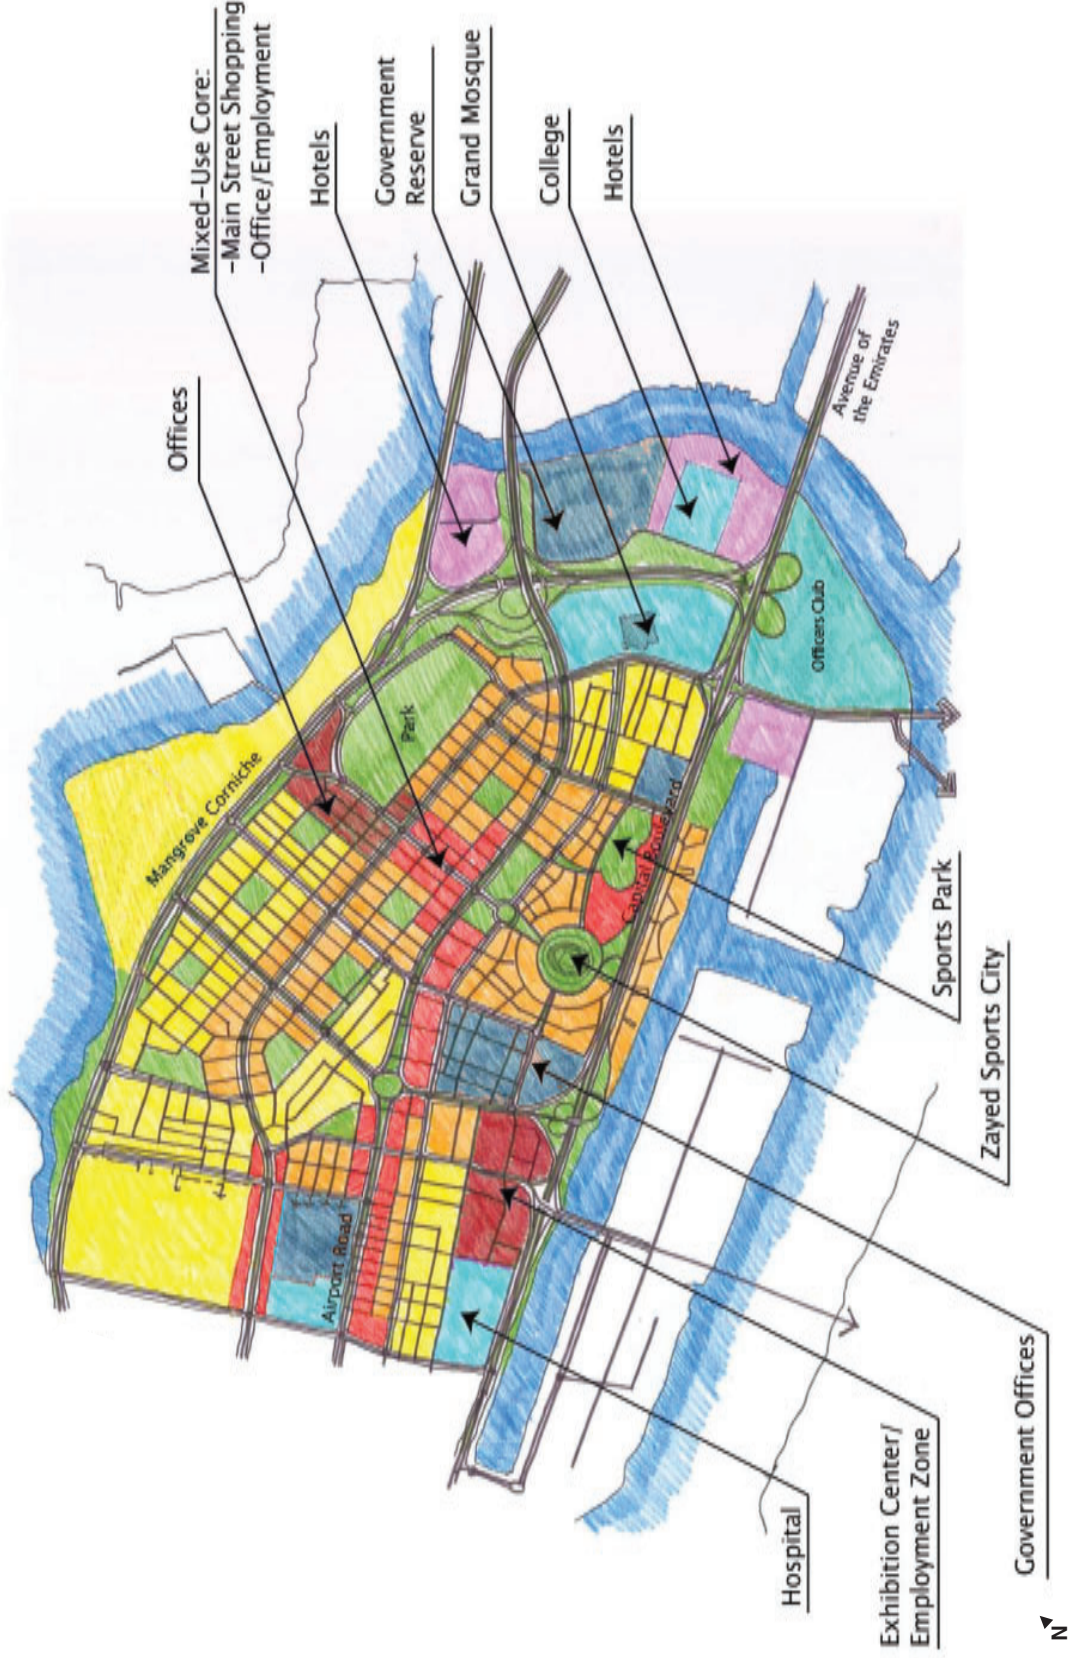 Mixed-Use Core:
-Main Street Shopping
-Office/Employment
Offices
Hotels
Government
Reserve
Grand Mosque
College
Hotels
Avenue of
the Emirates
Officers Club
Park
Mangrove Corniche
Capital Boulevard
Airport Road
Sports Park
Zayed Sports City
Government Offices
Exhibition Center/
Employment Zone
Hospital
N